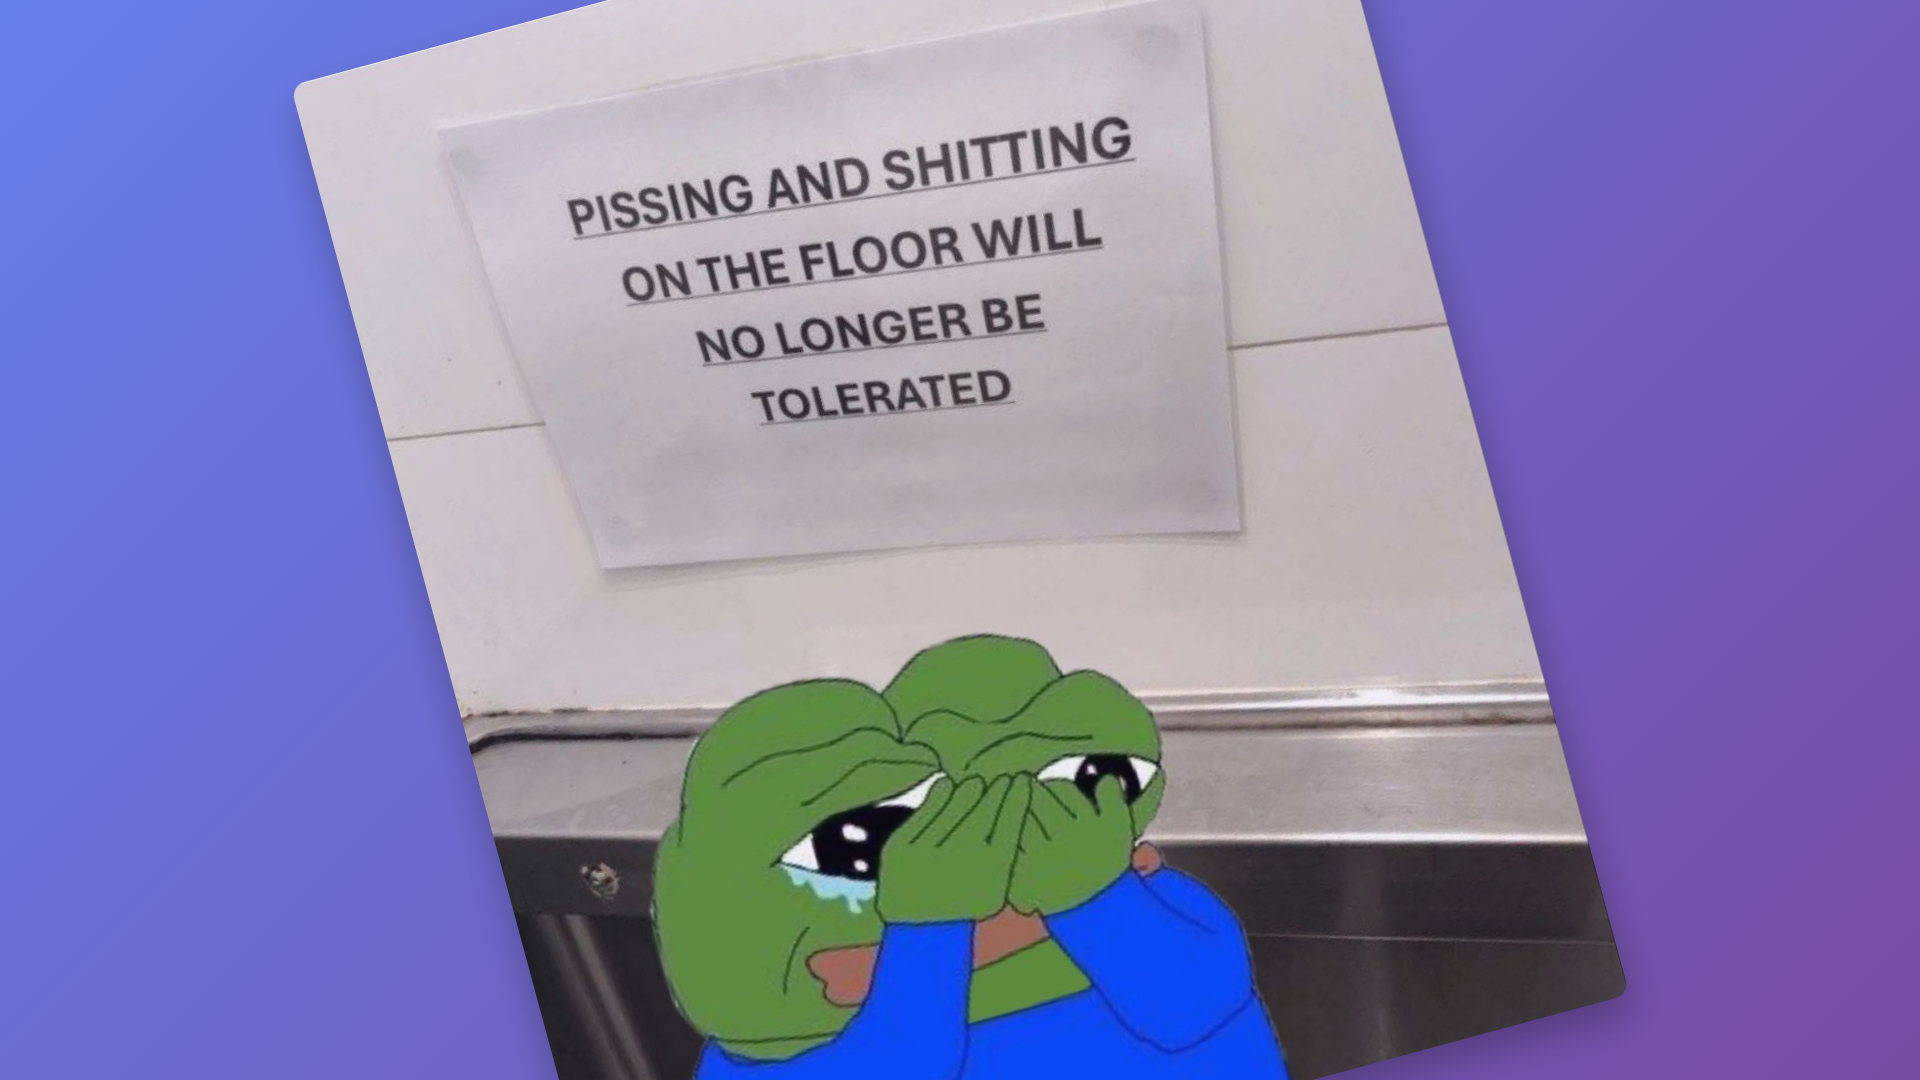 PISSING AND SHITTING
ON THE FLOOR WILL
NO LONGER BE
TOLERATED